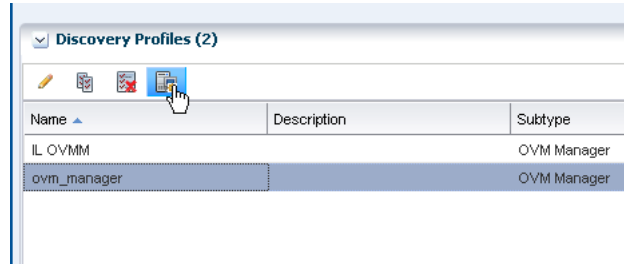 Discovery Profiles (2)
Name Description Subtype
IL OVMM OVM Manager
ovm_manager OVM Manager